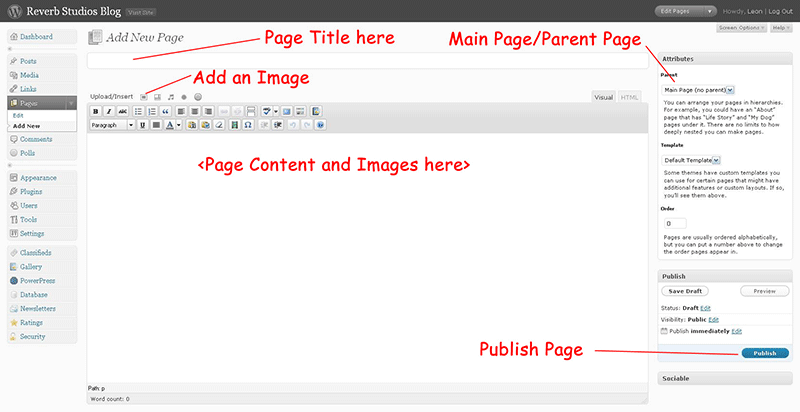 Reverb Studios Blog Visit Site
Edit Pages
Howdy, Leon | Log Out
Screen Options
Help
Dashboard
Posts
Media
Links
Pages
Edit
Add New
Comments
Polls
Appearance
Plugins
Users
Tools
Settings
Classifieds
Gallery
PowerPress
Database
Newsletters
Ratings
Security
Add New Page
Page Title here
Add an Image
Main Page/Parent Page
Upload/Insert
Visual
HTML
B I ABC
Paragraph
U
A
Ω
<Page Content and Images here>
Publish Page
Path: p
Word count: 0
Attributes
Parent
Main Page (no parent)
You can arrange your pages in hierarchies.
For example, you could have an "About"
page that has "Life Story" and "My Dog"
pages under it. There are no limits to how
deeply nested you can make pages.
Template
Default Template
Some themes have custom templates you
can use for certain pages that might have
additional features or custom layouts. If so,
you'll see them above.
Order
0
Pages are usually ordered alphabetically,
but you can put a number above to change
the order pages appear in.
Publish
Save Draft
Preview
Status: Draft Edit
Visibility: Public Edit
Publish immediately Edit
Publish
Sociable